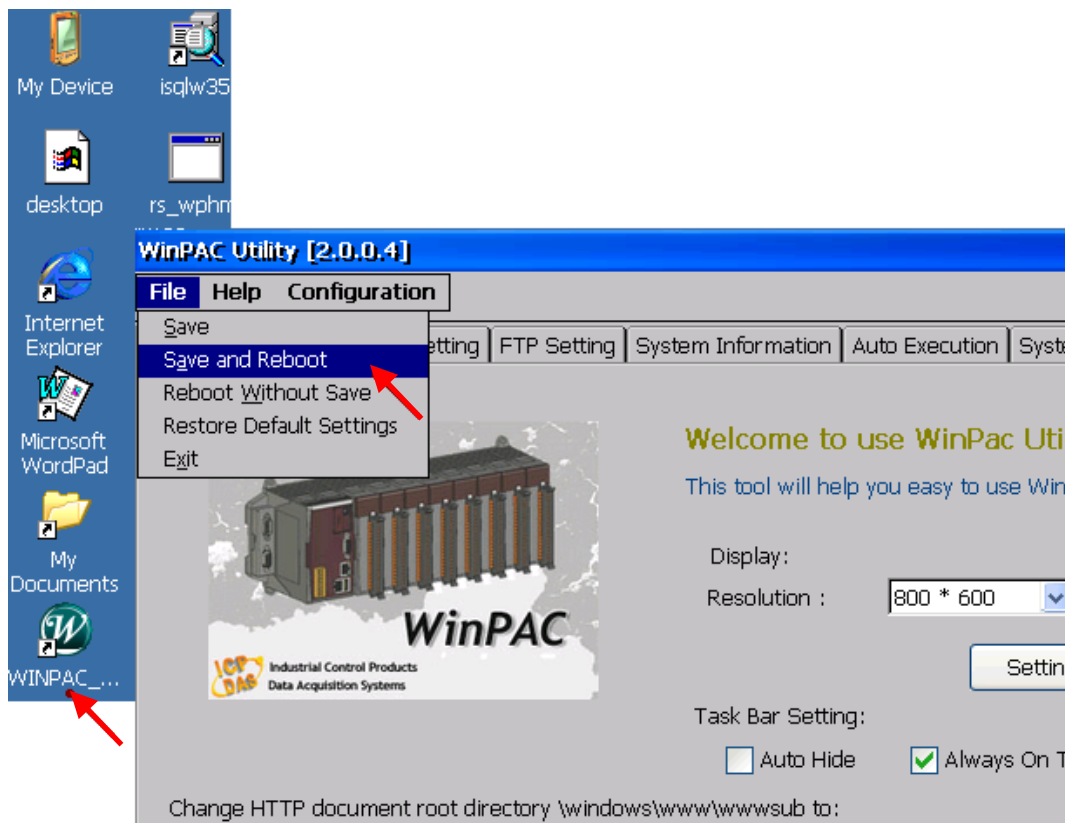 My Device
isqlw35
desktop
rs_wphm
Internet
Explorer
Microsoft
WordPad
My
Documents
WINPAC_...
WinPAC Utility [2.0.0.4]
File Help Configuration
Save
Save and Reboot
Reboot Without Save
Restore Default Settings
Exit
etting FTP Setting System Information Auto Execution Syste
WinPAC
ICP DAS
Industrial Control Products
Data Acquisition Systems
Welcome to use WinPac Uti
This tool will help you easy to use Win
Display:
Resolution : 800 * 600
Settin
Task Bar Setting:
Auto Hide Always On T
Change HTTP document root directory \windows\www\wwwsub to: